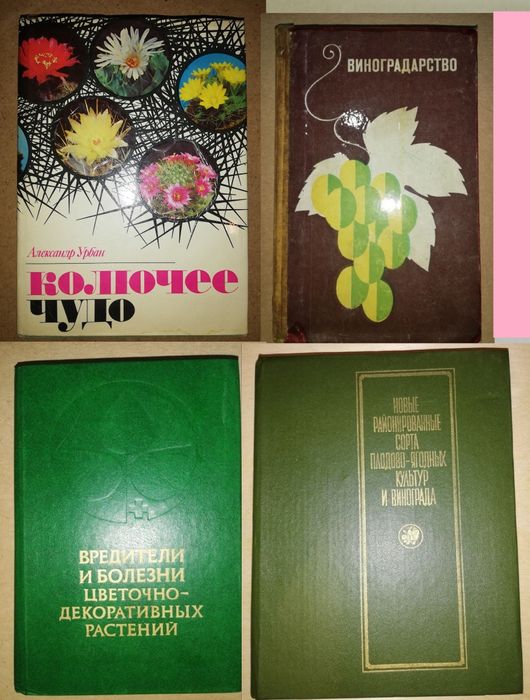 Александр Урбан
КОЛЮЧЕЕ
ЧУДО
ВИНОГРАДАРСТВО
ВРЕДИТЕЛИ
И БОЛЕЗНИ
ЦВЕТОЧНО-
ДЕКОРАТИВНЫХ
РАСТЕНИЙ
НОВЫЕ
РАЙОНИРОВАННЫЕ
СОРТА
ПЛОДОВО-ЯГОДНЫХ
КУЛЬТУР
И ВИНОГРАДА